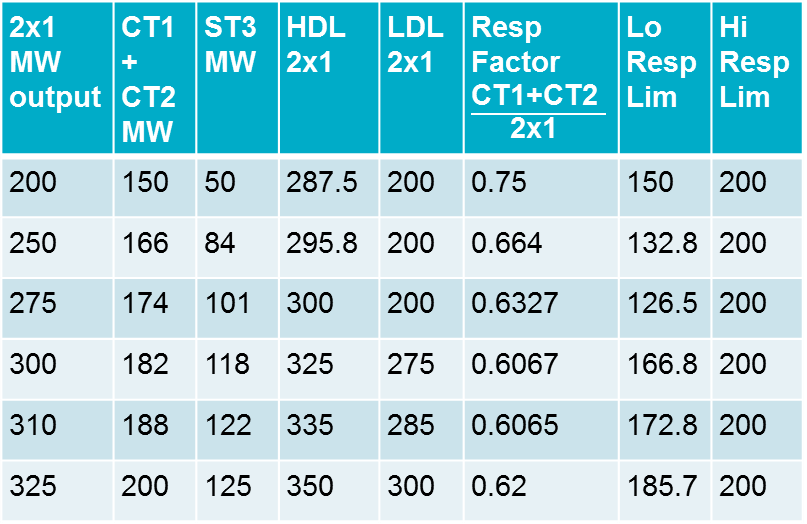 2x1 MW output | CT1 + CT2 MW | ST3 MW | HDL 2x1 | LDL 2x1 | Resp Factor CT1+CT2 / 2x1 | Lo Resp Lim | Hi Resp Lim
200 | 150 | 50 | 287.5 | 200 | 0.75 | 150 | 200
250 | 166 | 84 | 295.8 | 200 | 0.664 | 132.8 | 200
275 | 174 | 101 | 300 | 200 | 0.6327 | 126.5 | 200
300 | 182 | 118 | 325 | 275 | 0.6067 | 166.8 | 200
310 | 188 | 122 | 335 | 285 | 0.6065 | 172.8 | 200
325 | 200 | 125 | 350 | 300 | 0.62 | 185.7 | 200